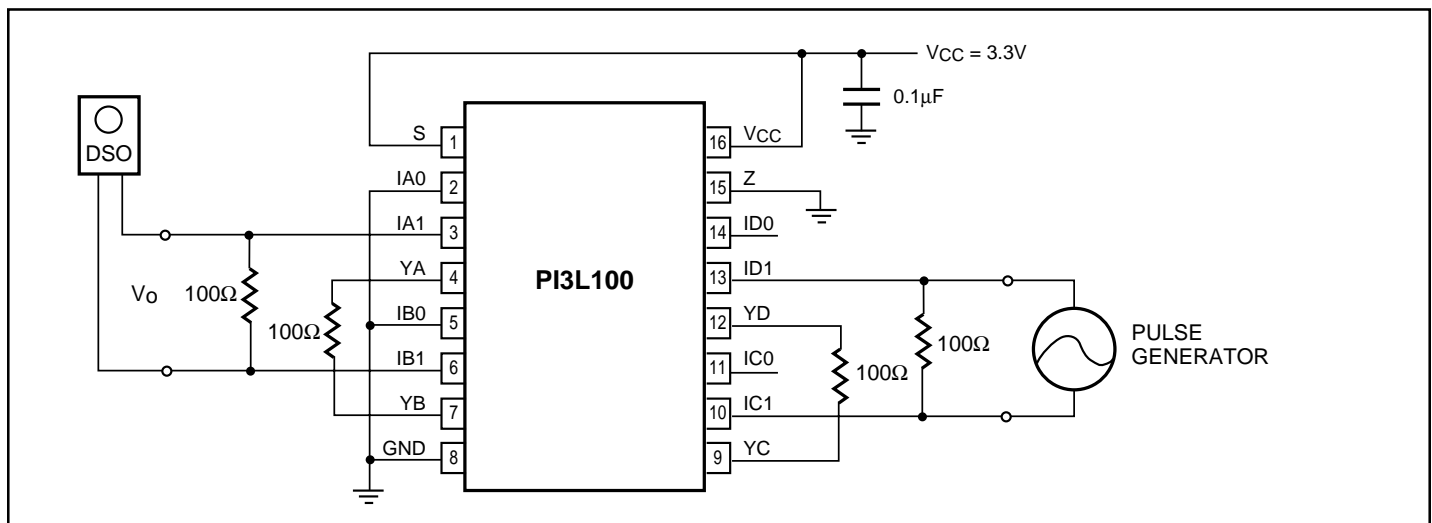 VCC = 3.3V
0.1μF
DSO
S
1
16
VCC
IA0
2
15
Z
IA1
3
14
ID0
YA
4
PI3L100
13
ID1
Vo
100Ω
100Ω
IB0
5
12
YD
100Ω
100Ω
PULSE
GENERATOR
IB1
6
11
IC0
YB
7
10
IC1
GND
8
9
YC